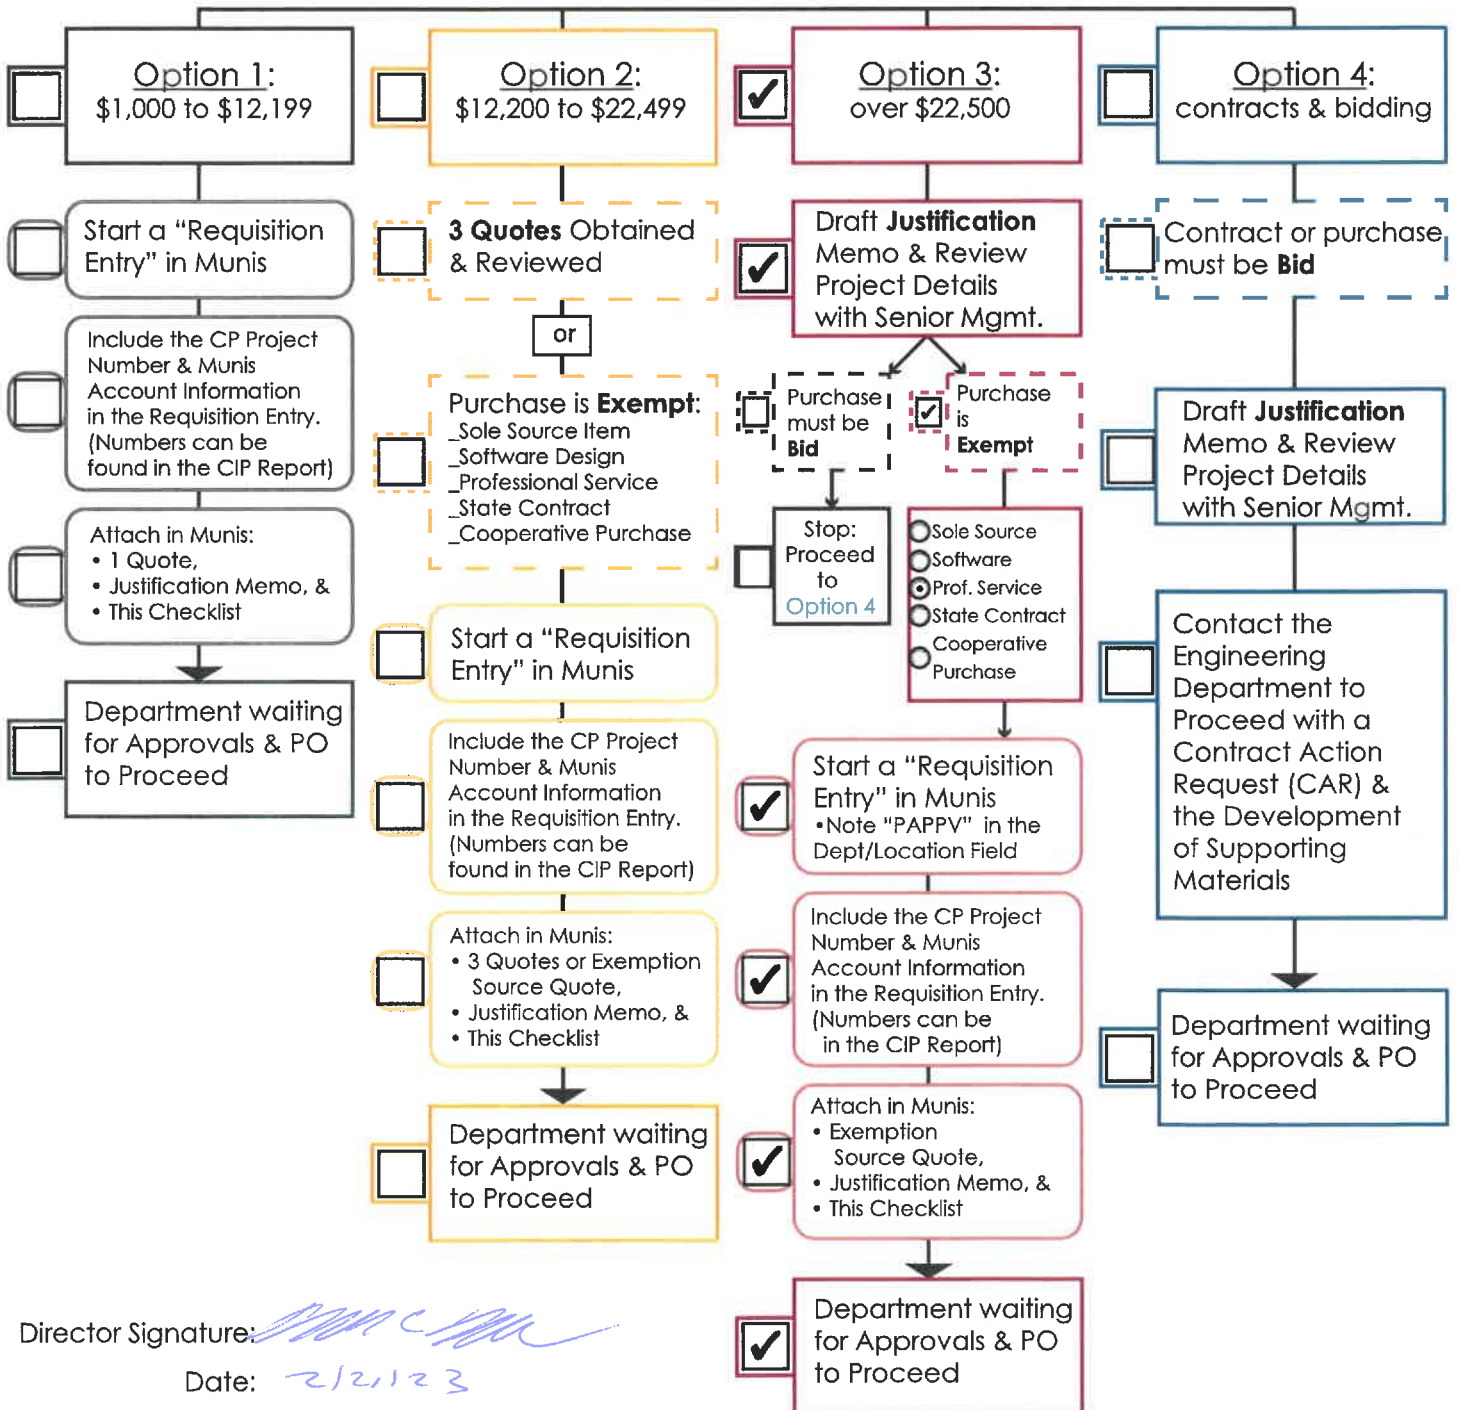 Option 1:
$1,000 to $12,199
Start a “Requisition
Entry” in Munis
Include the CP Project
Number & Munis
Account Information
in the Requisition Entry.
(Numbers can be
found in the CIP Report)
Attach in Munis:
• 1 Quote,
• Justification Memo, &
• This Checklist
Department waiting
for Approvals & PO
to Proceed
Option 2:
$12,200 to $22,499
3 Quotes Obtained
& Reviewed
or
Purchase is Exempt:
_Sole Source Item
_Software Design
_Professional Service
_State Contract
_Cooperative Purchase
Start a “Requisition
Entry” in Munis
Include the CP Project
Number & Munis
Account Information
in the Requisition Entry.
(Numbers can be
found in the CIP Report)
Attach in Munis:
• 3 Quotes or Exemption
Source Quote,
• Justification Memo, &
• This Checklist
Department waiting
for Approvals & PO
to Proceed
Option 3:
over $22,500
Draft Justification
Memo & Review
Project Details
with Senior Mgmt.
Purchase
must be
Bid
Stop:
Proceed
to
Option 4
Purchase
is
Exempt
Sole Source
Software
Prof. Service
State Contract
Cooperative
Purchase
Start a “Requisition
Entry” in Munis
•Note "PAPPV" in the
Dept/Location Field
Include the CP Project
Number & Munis
Account Information
in the Requisition Entry.
(Numbers can be
in the CIP Report)
Attach in Munis:
• Exemption
Source Quote,
• Justification Memo, &
• This Checklist
Department waiting
for Approvals & PO
to Proceed
Option 4:
contracts & bidding
Contract or purchase
must be Bid
Draft Justification
Memo & Review
Project Details
with Senior Mgmt.
Contact the
Engineering
Department to
Proceed with a
Contract Action
Request (CAR) &
the Development
of Supporting
Materials
Department waiting
for Approvals & PO
to Proceed
Director Signature:
Date: